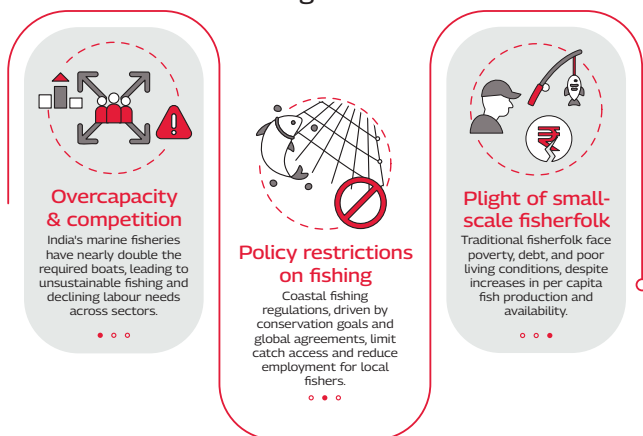 Overcapacity
& competition
India's marine fisheries
have nearly double the
required boats, leading to
unsustainable fishing and
declining labour needs
across sectors.
Policy restrictions
on fishing
Coastal fishing
regulations, driven by
conservation goals and
global agreements, limit
catch access and reduce
employment for local
fishers.
Plight of small-
scale fisherfolk
Traditional fisherfolk face
poverty, debt, and poor
living conditions, despite
increases in per capita
fish production and
availability.